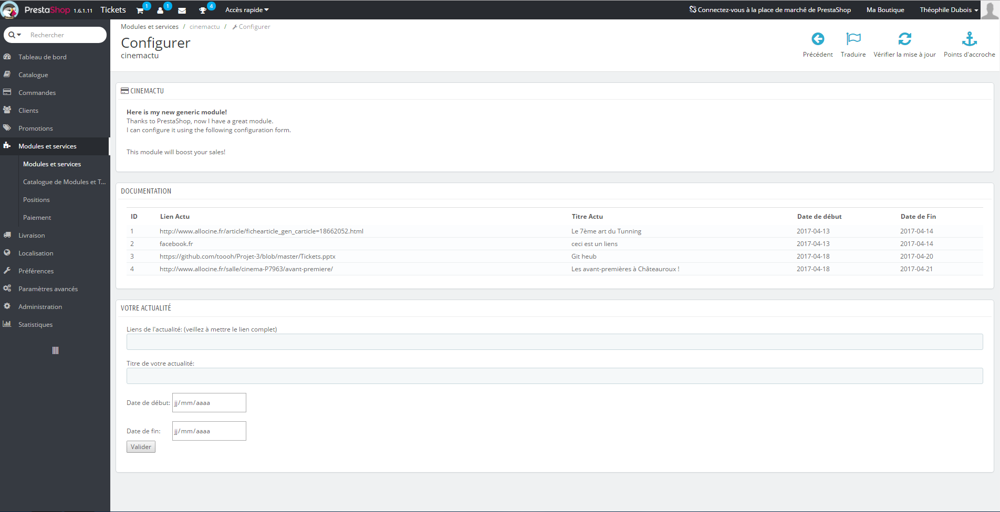 PrestaShop 1.6.1.11 Tickets 1 1 4 Accès rapide Connectez-vous à la place de marché de PrestaShop Ma Boutique Théophile Dubois
Rechercher
Tableau de bord
Catalogue
Commandes
Clients
Promotions
Modules et services
Modules et services
Catalogue de Modules et T...
Positions
Paiement
Livraison
Localisation
Préférences
Paramètres avancés
Administration
Statistiques
Modules et services / cinemactu / Configurer
Configurer
cinemactu
Précédent Traduire Vérifier la mise à jour Points d'accroche
CINEMACTU
Here is my new generic module!
Thanks to PrestaShop, now I have a great module.
I can configure it using the following configuration form.
This module will boost your sales!
DOCUMENTATION
ID Lien Actu Titre Actu Date de début Date de Fin
1 http://www.allocine.fr/article/fichearticle_gen_carticle=18662052.html Le 7ème art du Tunning 2017-04-13 2017-04-14
2 facebook.fr ceci est un liens 2017-04-13 2017-04-14
3 https://github.com/toooh/Projet-3/blob/master/Tickets.pptx Git heub 2017-04-18 2017-04-20
4 http://www.allocine.fr/salle/cinema-P7963/avant-premiere/ Les avant-premières à Châteauroux ! 2017-04-18 2017-04-21
VOTRE ACTUALITÉ
Liens de l'actualité: (veillez à mettre le lien complet)
Titre de votre actualité:
Date de début: jj/mm/aaaa
Date de fin: jj/mm/aaaa
Valider